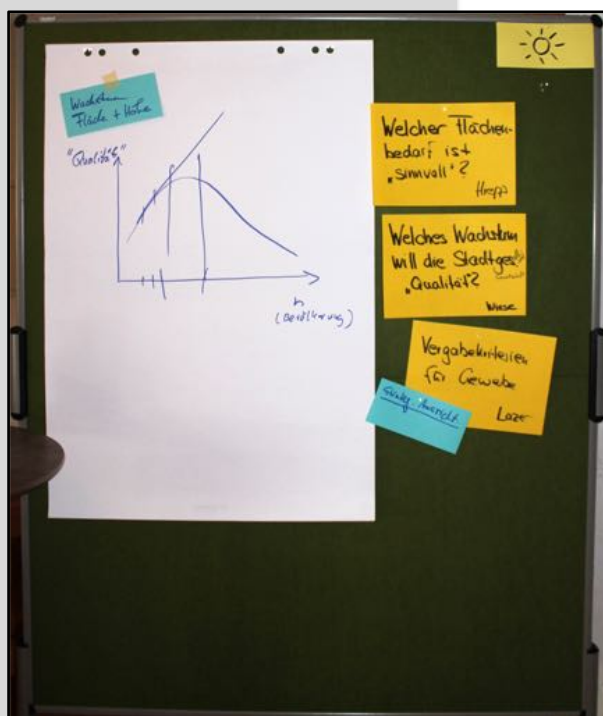 Wachstum
Fläche + Höhe
"Qualität"
n
(Bevölkerung)
Welcher Flächen-
bedarf ist
"sinnvoll"?
Welches Wachstum
will die Stadtges.
"Qualität"?
Wiese
Vergabekriterien
für Gewerbe
Lazar